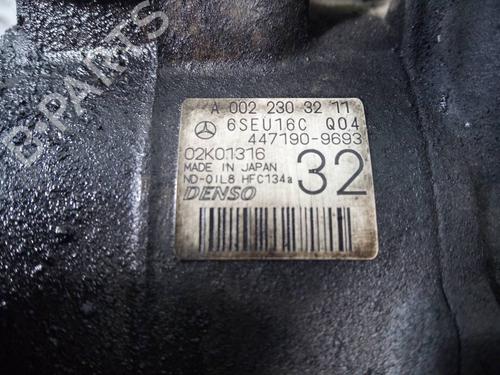 B-PARTS
A 002 230 32 11
6SEU16C Q04
447190-9693
02K01316
MADE IN JAPAN
ND-OIL8 HFC134a
32
DENSO